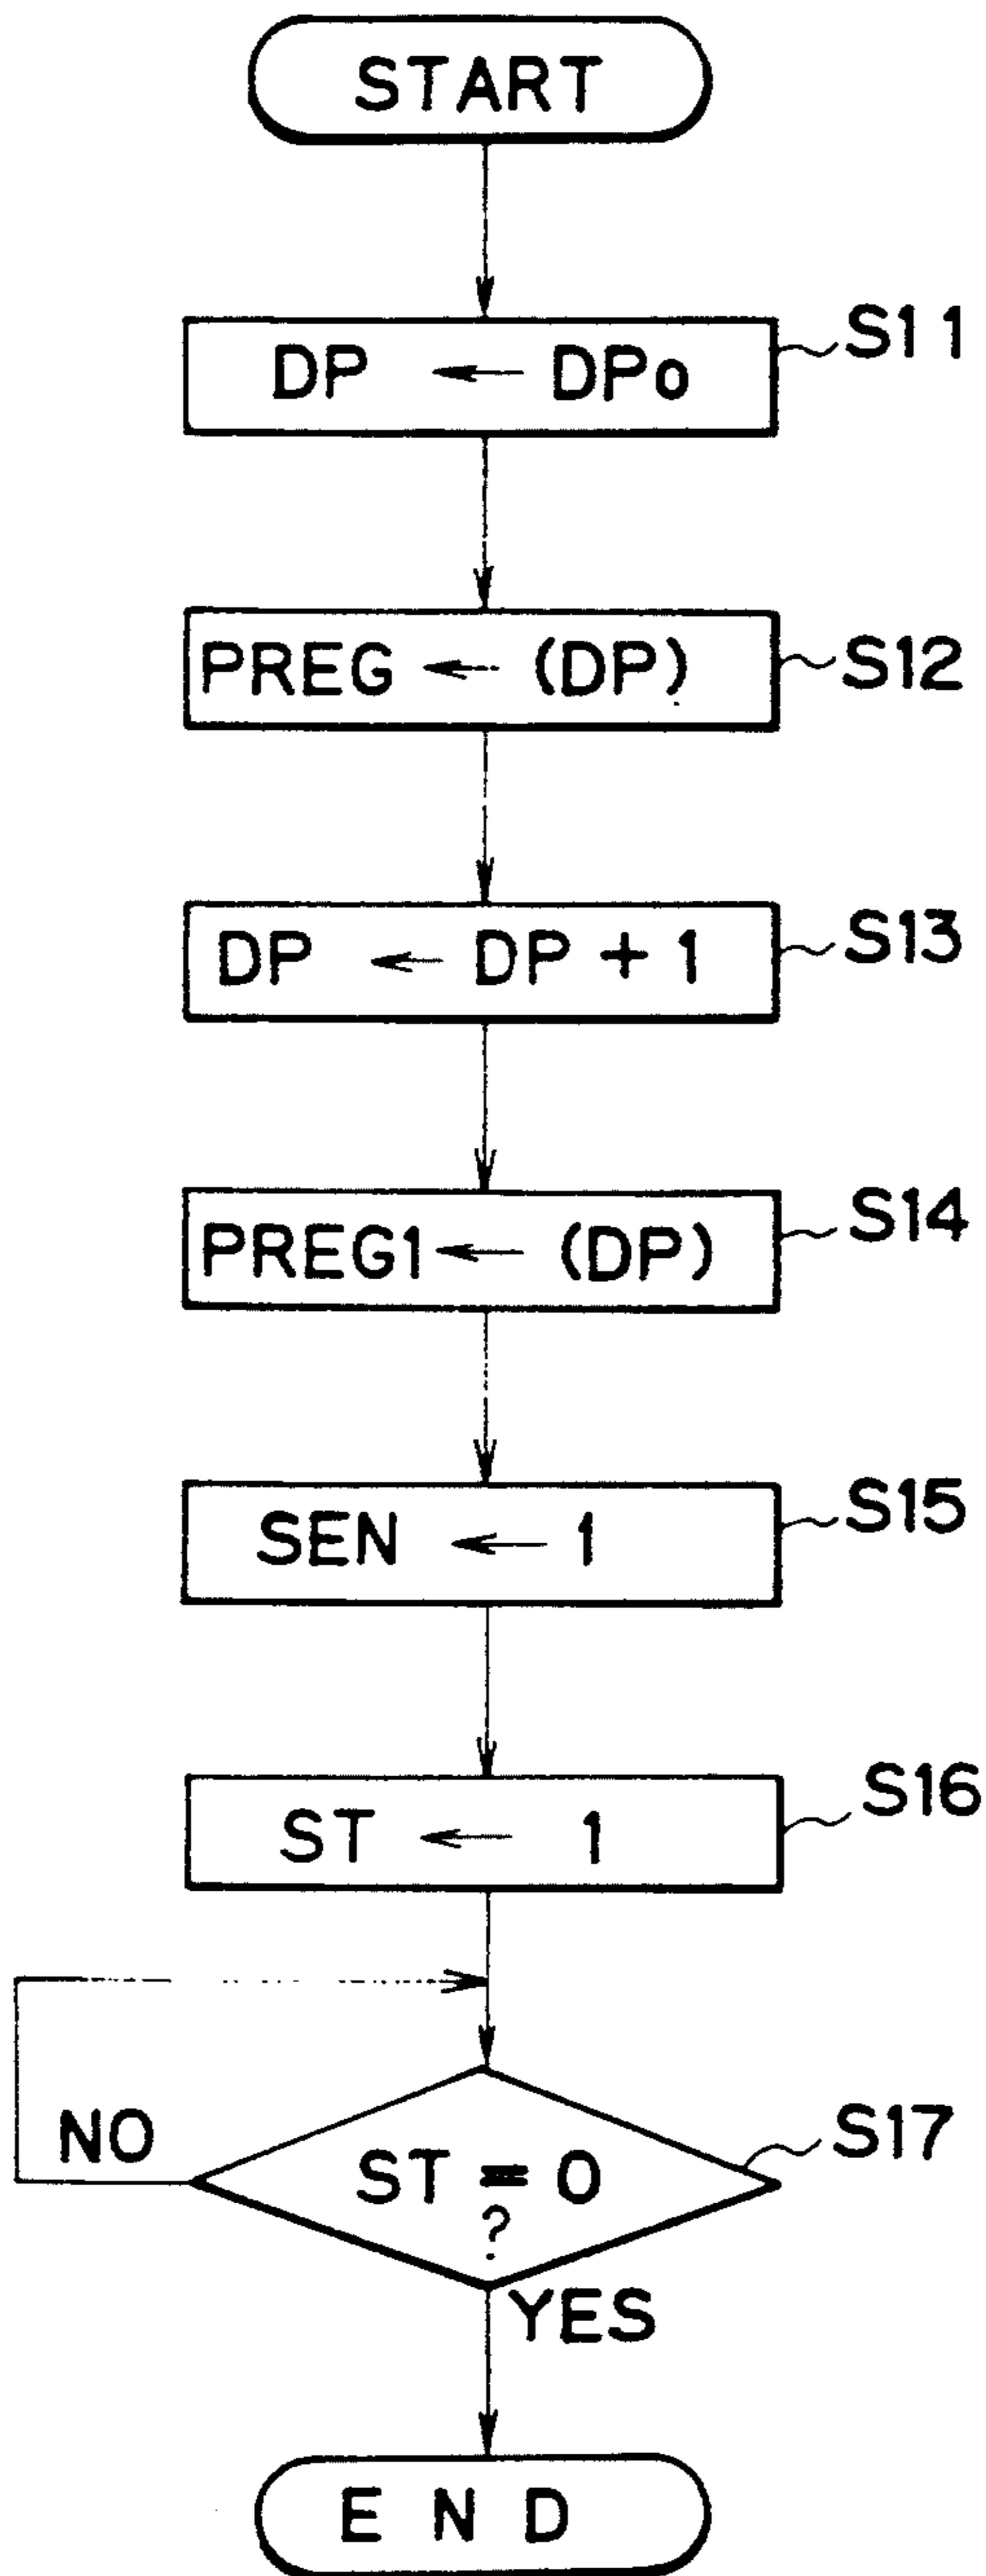 START
DP ← DPo
S11
PREG ← (DP)
S12
DP ← DP + 1
S13
PREG1 ← (DP)
S14
SEN ← 1
S15
ST ← 1
S16
NO
ST = 0
?
S17
YES
END